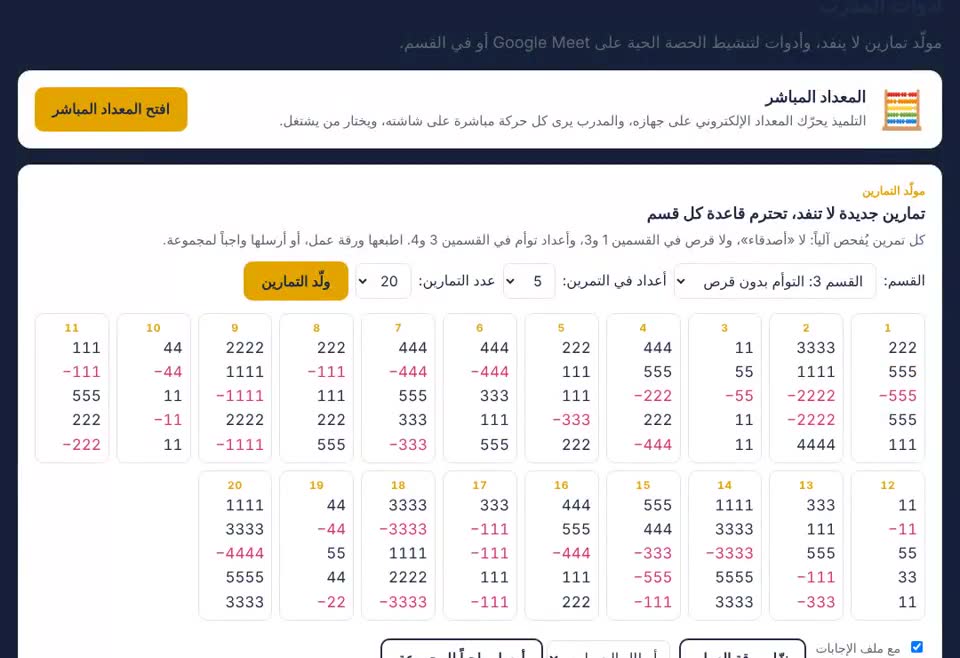 أدوات المدرب
مولّد تمارين لا ينفد، وأدوات لتنشيط الحصة الحية على Google Meet أو في القسم.
المعداد المباشر
التلميذ يحرّك المعداد الإلكتروني على جهازه، والمدرب يرى كل حركة مباشرة على شاشته، ويختار من يشتغل.
افتح المعداد المباشر
مولّد التمارين
تمارين جديدة لا تنفد، تحترم قاعدة كل قسم
كل تمرين يُفحص آلياً: لا «أصدقاء»، ولا قرص في القسمين 1 و3، وأعداد توأم في القسمين 3 و4. اطبعها ورقة عمل، أو أرسلها واجباً لمجموعة.
القسم: القسم 3: التوأم بدون قرص أعداد في التمرين: 5 عدد التمارين: 20 ولّد التمارين
1 2 3 4 5 6 7 8 9 10 11
222 3333 11 444 222 444 444 222 2222 44 111
555 1111 55 555 111 −444 −444 −111 1111 −44 −111
−555 −2222 −55 −222 111 333 555 111 −1111 11 555
555 −2222 11 222 −333 111 333 222 2222 −11 222
111 4444 11 −444 222 555 −333 555 −1111 11 −222
12 13 14 15 16 17 18 19 20
11 333 1111 555 444 333 3333 44 1111
−11 111 3333 444 555 −111 −3333 −44 3333
55 555 −3333 −333 −444 −111 1111 55 −4444
33 −111 5555 −555 111 111 2222 44 5555
11 −333 3333 −111 222 −111 −3333 −22 3333
مع ملف الإجابات